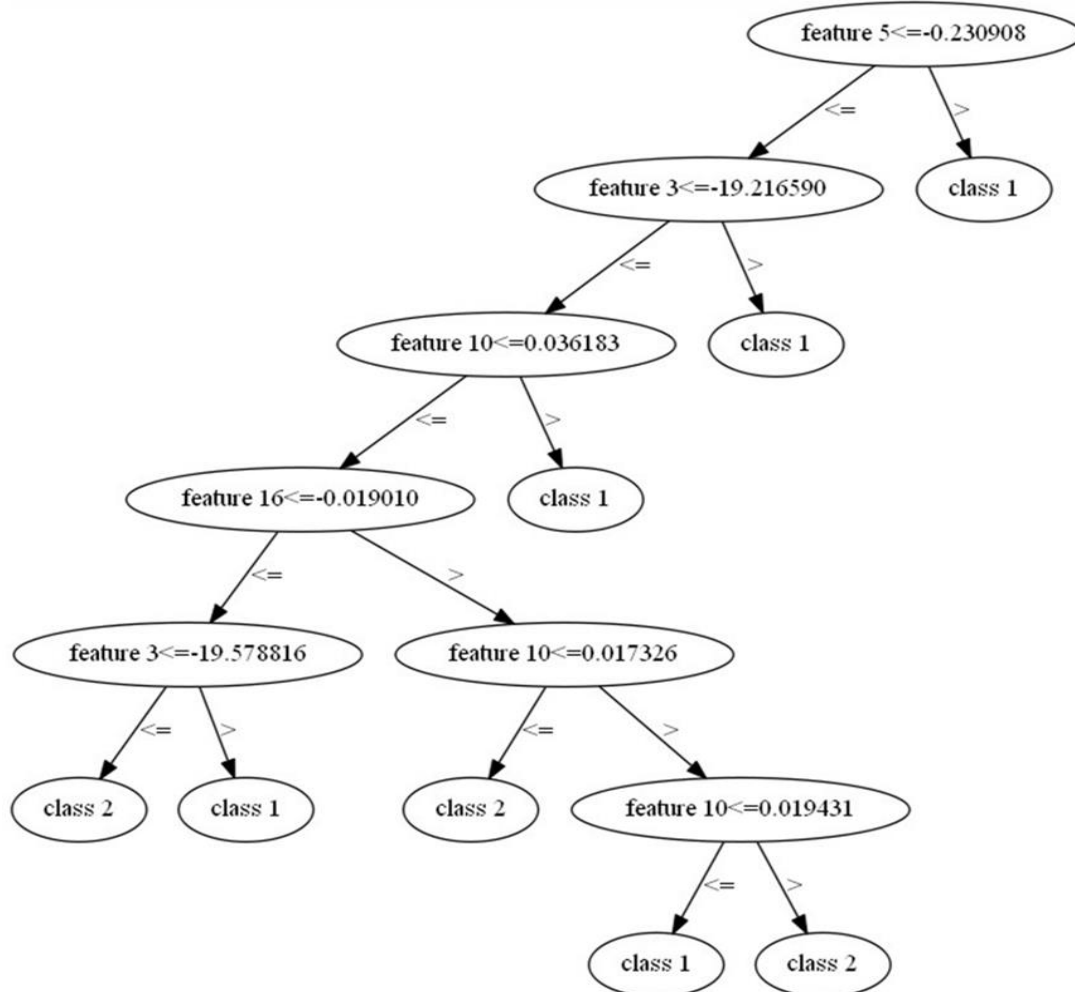 feature 5<=-0.230908
<=
>
feature 3<=-19.216590
class 1
<=
>
feature 10<=0.036183
class 1
<=
>
feature 16<=-0.019010
class 1
<=
>
feature 3<=-19.578816
feature 10<=0.017326
<=
>
<=
>
class 2
class 1
class 2
feature 10<=0.019431
<=
>
class 1
class 2